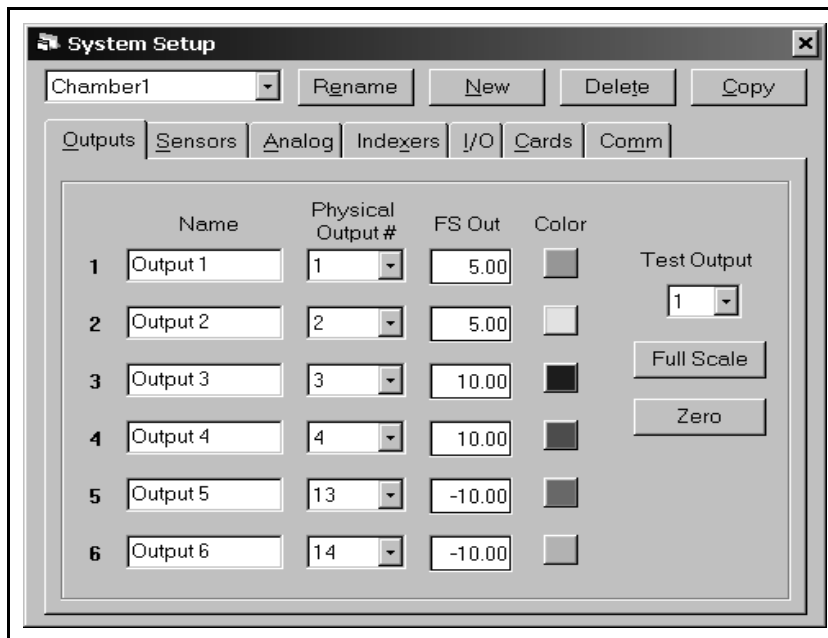 System Setup
Chamber1 Rename New Delete Copy
Outputs Sensors Analog Indexers I/O Cards Comm
Name Physical Output # FS Out Color
1 Output 1 1 5.00 Test Output
1
2 Output 2 2 5.00
Full Scale
3 Output 3 3 10.00
Zero
4 Output 4 4 10.00
5 Output 5 13 -10.00
6 Output 6 14 -10.00